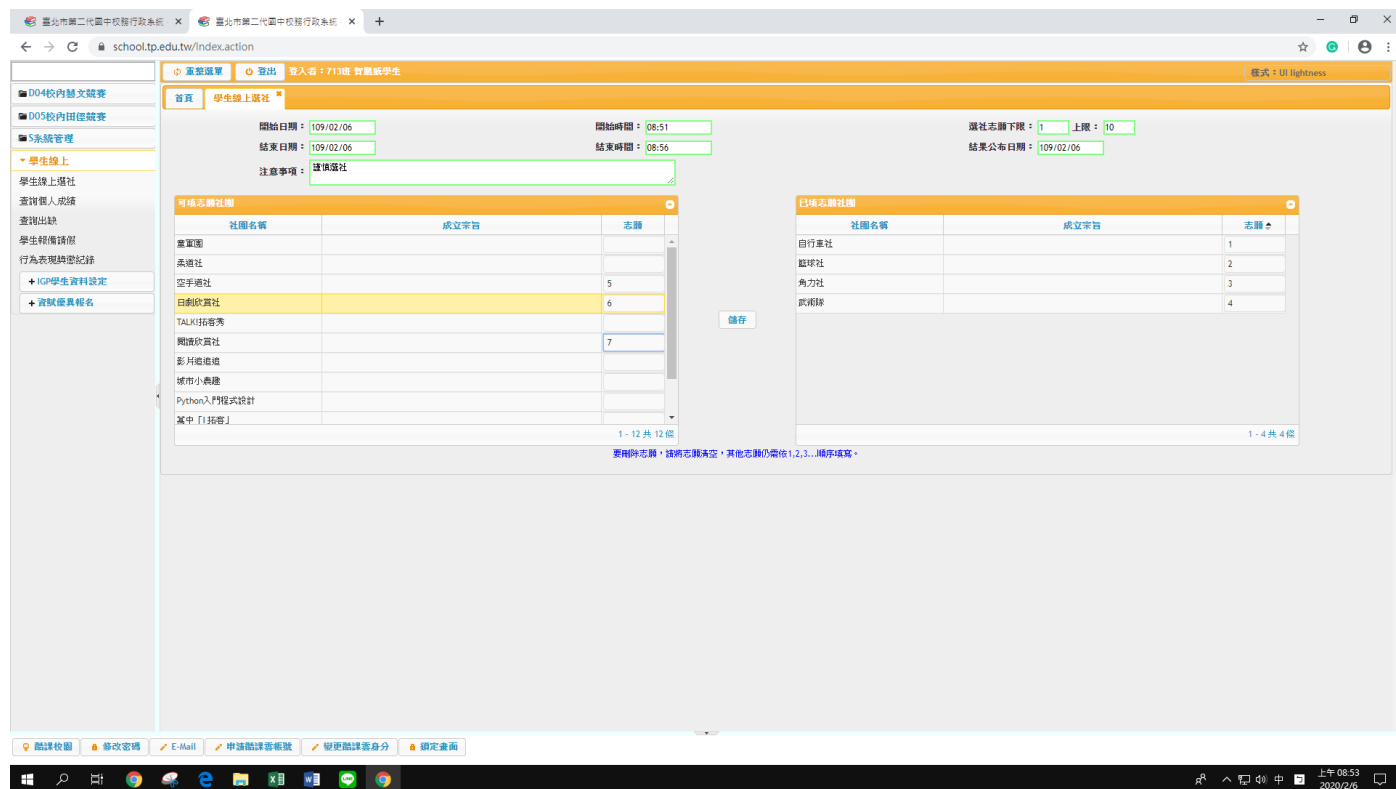 臺北市第二代國中校務行政系統
臺北市第二代國中校務行政系統
school.tp.edu.tw/Index.action
重整選單 登出 登入者：713班
樣式：UI lightness
D04校內藝文競賽
D05校內田徑競賽
S系統管理
學生線上
學生線上選社
查詢個人成績
查詢出缺
學生報備請假
行為表現獎懲紀錄
IGP學生資料設定
資賦優異報名
首頁 學生線上選社
開始日期： 109/02/06 開始時間： 08:51 選社志願下限： 1 上限： 10
結束日期： 109/02/06 結束時間： 08:56 結果公布日期： 109/02/06
注意事項： 謹慎選社
可填志願社團
社團名稱 成立宗旨 志願
童軍團
柔道社
空手道社 5
日劇欣賞社 6
TALK!拓客秀
閱讀欣賞社 7
影片追追追
城市小農趣
Python入門程式設計
1 - 12 共 12 條
儲存
已填志願社團
社團名稱 成立宗旨 志願
自行車社 1
籃球社 2
角力社 3
武術隊 4
1 - 4 共 4 條
要刪除志願，請將志願清空，其他志願仍需依1,2,3...順序填寫。
酷課校園 修改密碼 E-Mail 申請酷課雲帳號 變更酷課雲身分 鎖定畫面
中
上午 08:53
2020/2/6